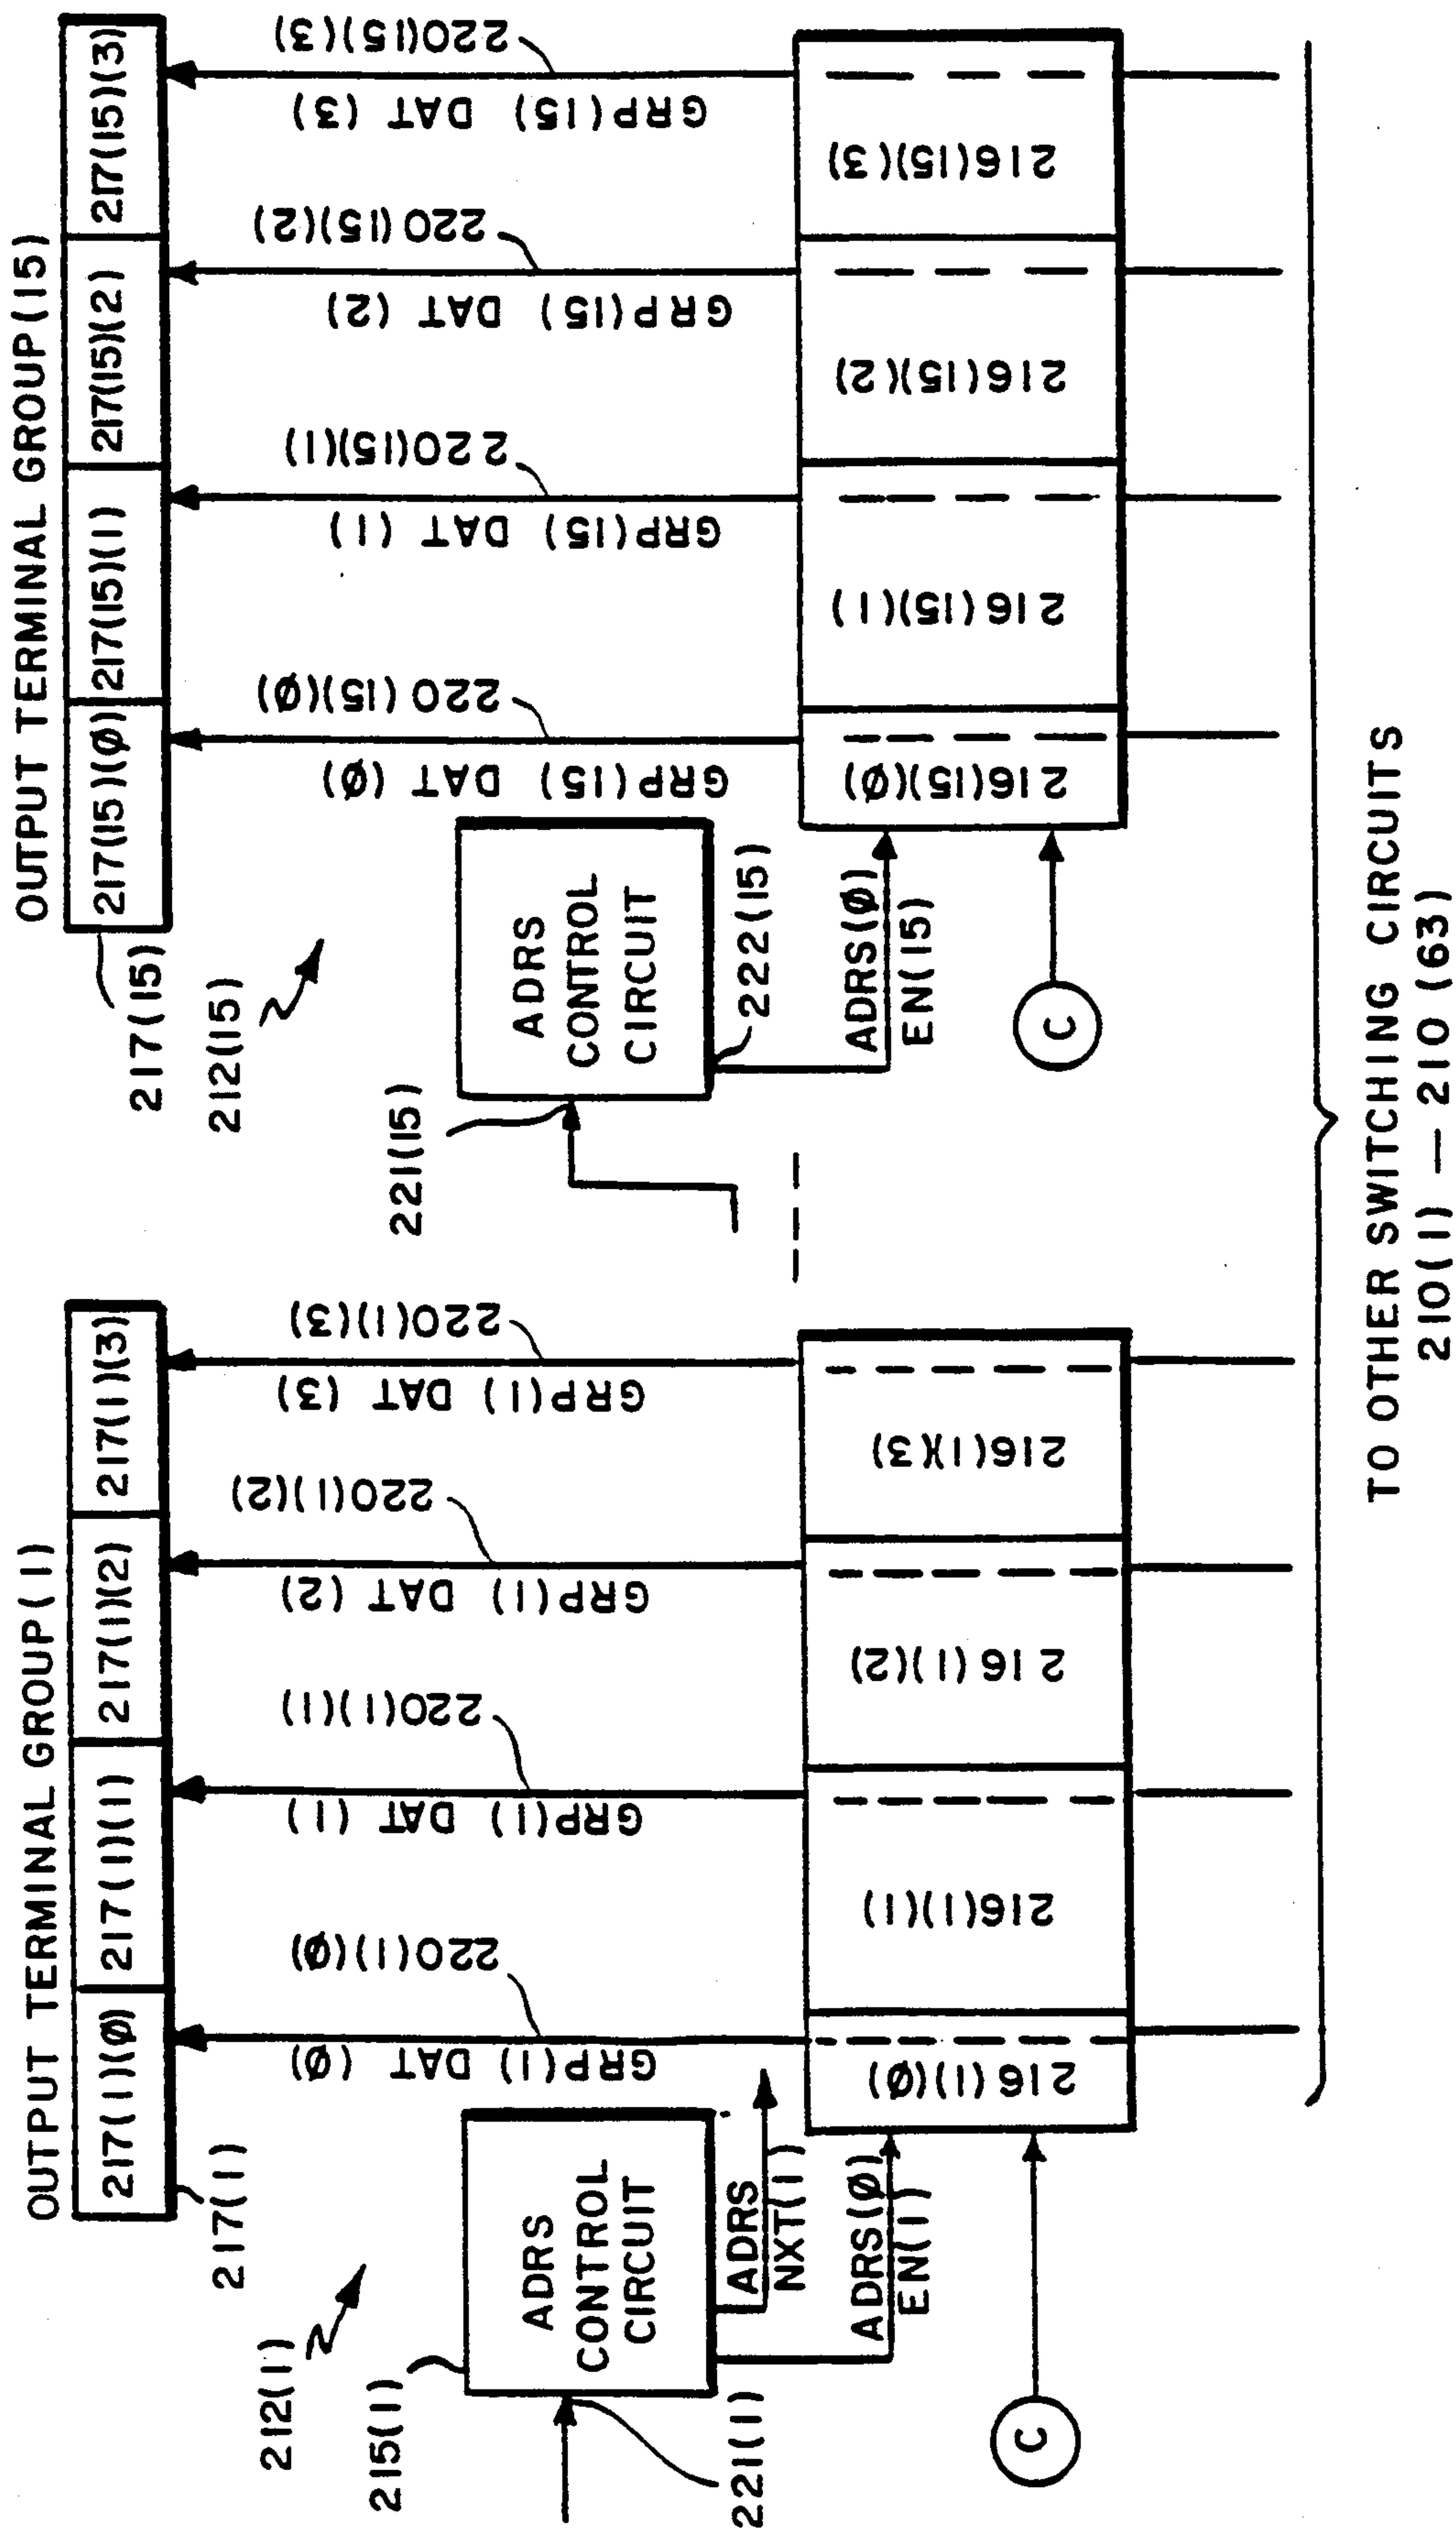 OUTPUT TERMINAL GROUP(1)
217(1)(Ø)
217(1)(1)
217(1)(2)
217(1)(3)
217(1)
212(1)
215(1)
GRP(1) DAT (Ø)
220(1)(Ø)
GRP(1) DAT (1)
220(1)(1)
GRP(1) DAT (2)
220(1)(2)
GRP(1) DAT (3)
220(1)(3)
ADRS
CONTROL
CIRCUIT
221(1)
ADRS
NXT(1)
ADRS(Ø)
EN(1)
C
216(1)(Ø)
216(1)(1)
216(1)(2)
216(1)(3)
OUTPUT TERMINAL GROUP(15)
217(15)(Ø)
217(15)(1)
217(15)(2)
217(15)(3)
217(15)
212(15)
221(15)
GRP(15) DAT (Ø)
220(15)(Ø)
GRP(15) DAT (1)
220(15)(1)
GRP(15) DAT (2)
220(15)(2)
GRP(15) DAT (3)
220(15)(3)
ADRS
CONTROL
CIRCUIT
222(15)
ADRS(Ø)
EN(15)
C
216(15)(Ø)
216(15)(1)
216(15)(2)
216(15)(3)
TO OTHER SWITCHING CIRCUITS
210(1) — 210(63)